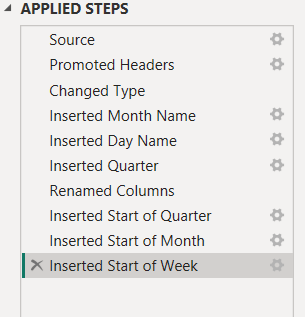 APPLIED STEPS
Source
Promoted Headers
Changed Type
Inserted Month Name
Inserted Day Name
Inserted Quarter
Renamed Columns
Inserted Start of Quarter
Inserted Start of Month
Inserted Start of Week